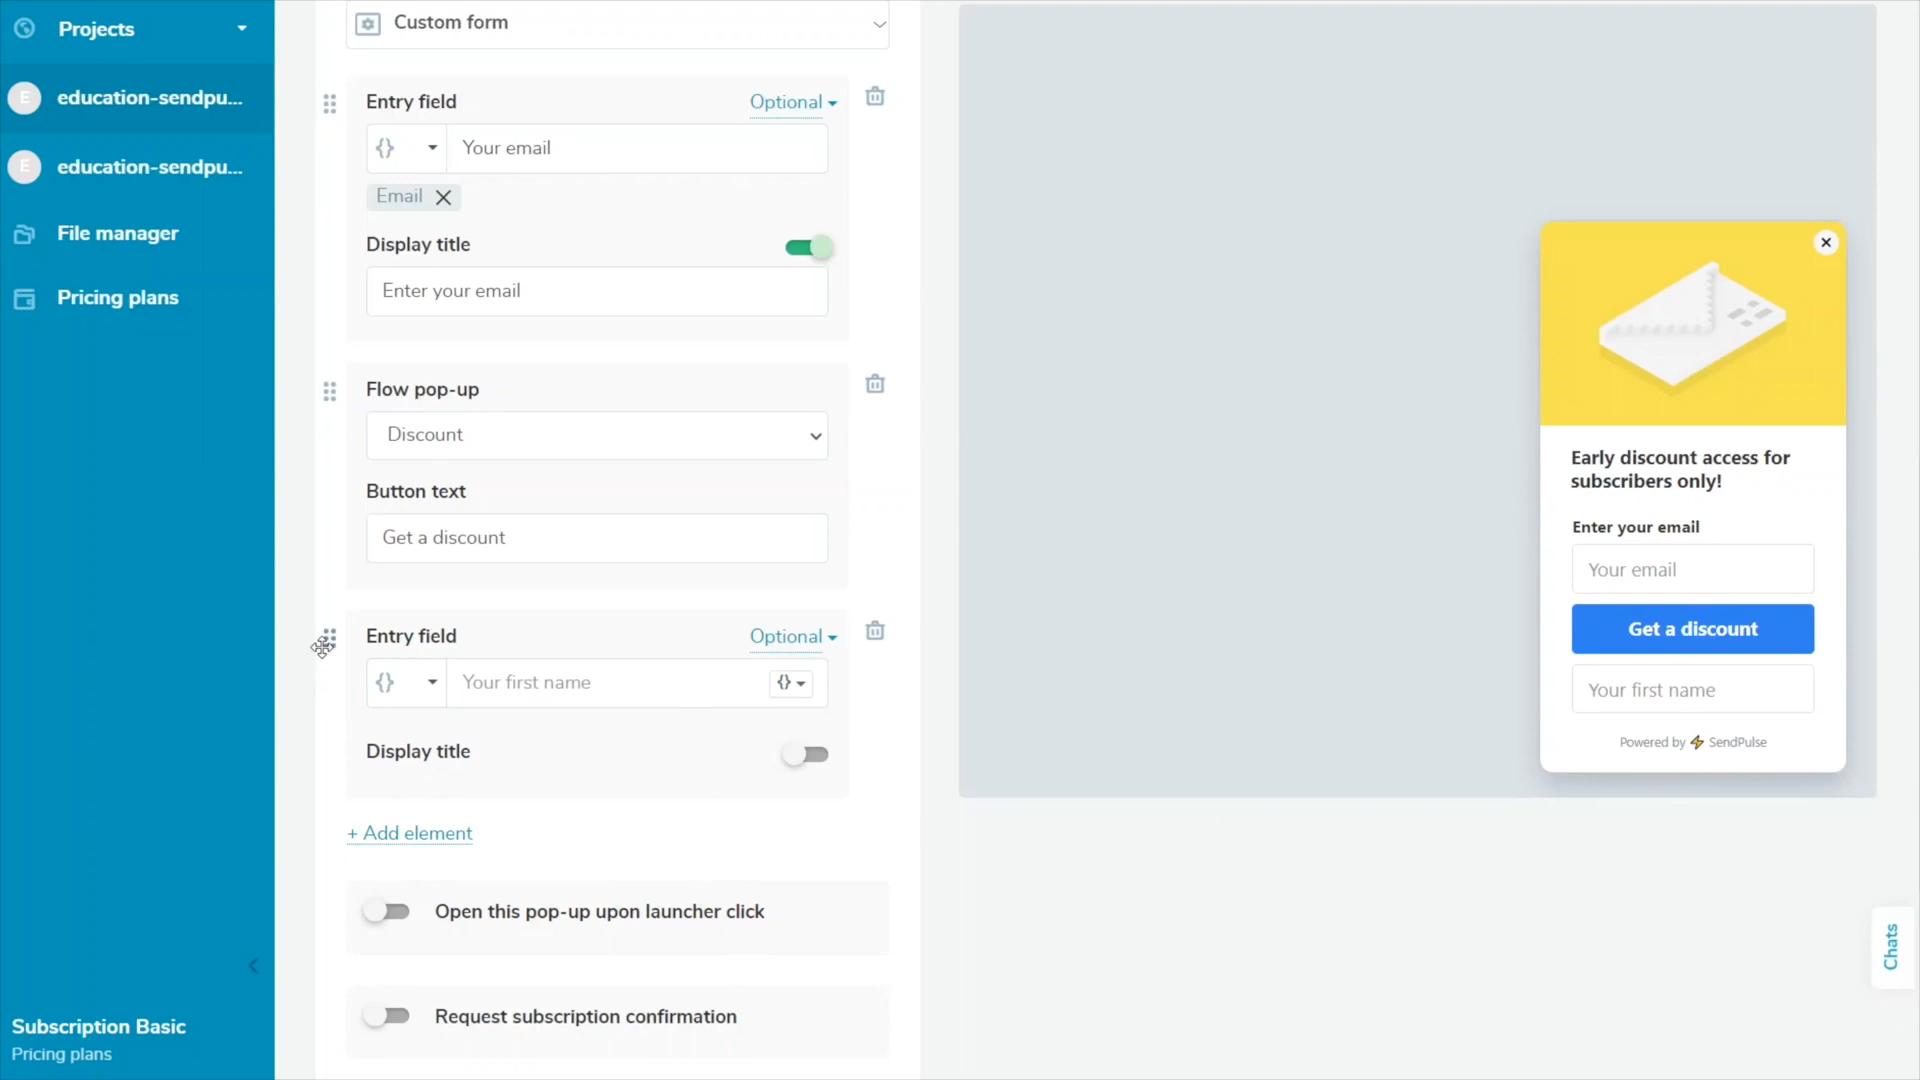 Projects
E
education-sendpu...
E
education-sendpu...
File manager
Pricing plans
Subscription Basic
Pricing plans
Custom form
Entry field
Optional
{}
Your email
Email
Display title
Enter your email
Flow pop-up
Discount
Button text
Get a discount
Entry field
Optional
{}
Your first name
{}
Display title
+ Add element
Open this pop-up upon launcher click
Request subscription confirmation
Early discount access for
subscribers only!
Enter your email
Your email
Get a discount
Your first name
Powered by SendPulse
Chats